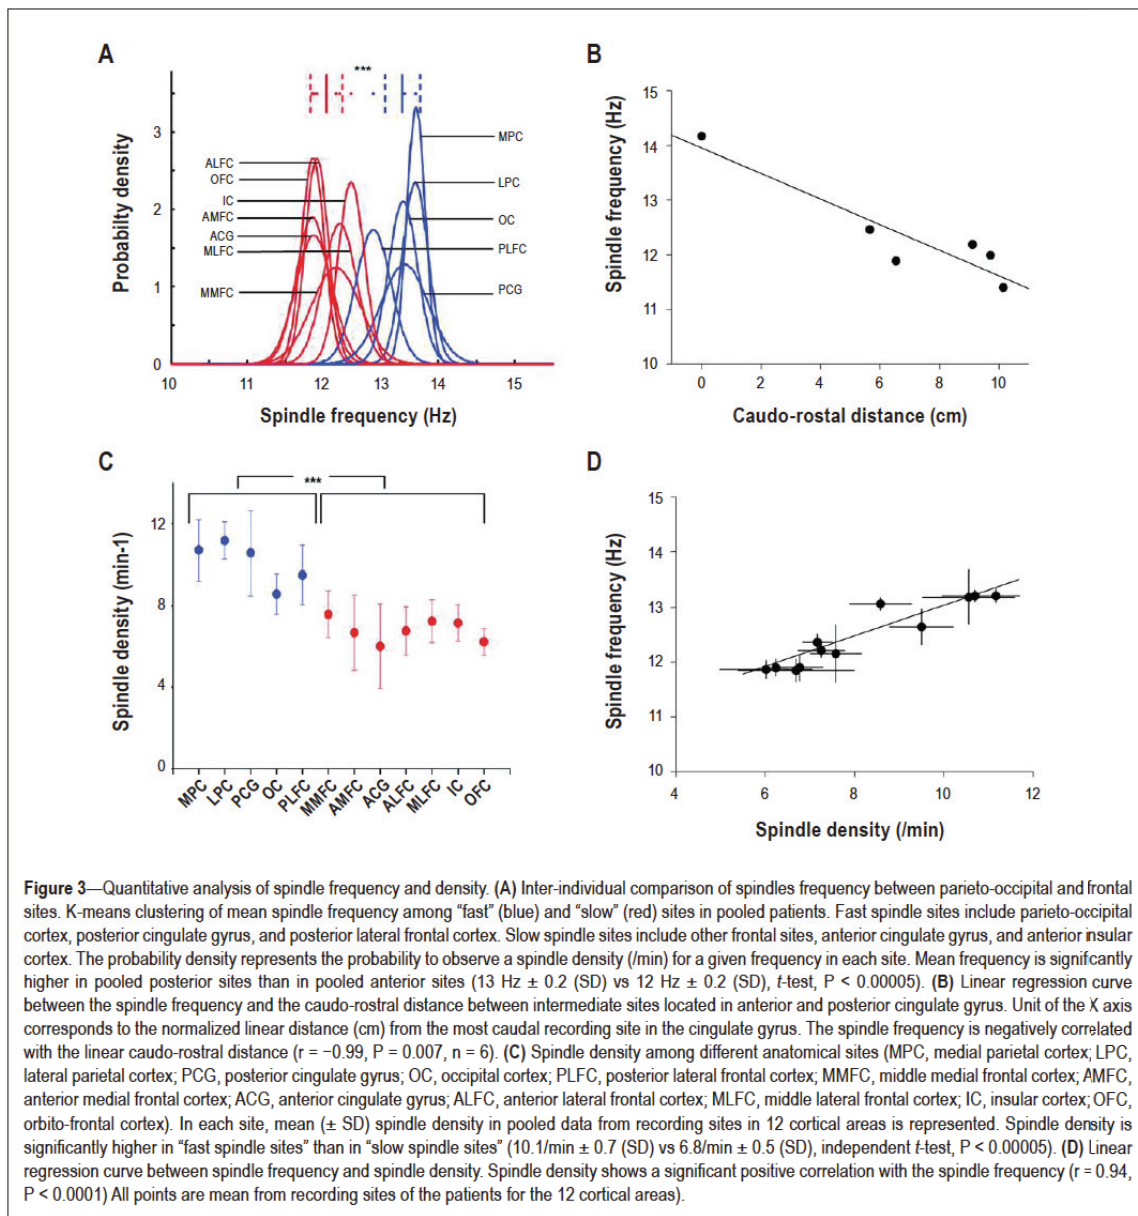 A
***
3
2
1
0
Probabilty density
ALFC
OFC
IC
AMFC
ACG
MLFC
MMFC
MPC
LPC
OC
PLFC
PCG
10 11 12 13 14 15
Spindle frequency (Hz)
B
15
14
13
12
11
10
Spindle frequency (Hz)
0 2 4 6 8 10
Caudo-rostal distance (cm)
C
***
12
8
4
0
Spindle density (min-1)
MPC LPC PCG OC PLFC MMFC AMFC ACG ALFC MLFC IC OFC
D
15
14
13
12
11
10
Spindle frequency (Hz)
4 6 8 10 12
Spindle density (/min)
Figure 3—Quantitative analysis of spindle frequency and density. (A) Inter-individual comparison of spindles frequency between parieto-occipital and frontal
sites. K-means clustering of mean spindle frequency among “fast” (blue) and “slow” (red) sites in pooled patients. Fast spindle sites include parieto-occipital
cortex, posterior cingulate gyrus, and posterior lateral frontal cortex. Slow spindle sites include other frontal sites, anterior cingulate gyrus, and anterior insular
cortex. The probability density represents the probability to observe a spindle density (/min) for a given frequency in each site. Mean frequency is signifcantly
higher in pooled posterior sites than in pooled anterior sites (13 Hz ± 0.2 (SD) vs 12 Hz ± 0.2 (SD), t-test, P < 0.00005). (B) Linear regression curve
between the spindle frequency and the caudo-rostral distance between intermediate sites located in anterior and posterior cingulate gyrus. Unit of the X axis
corresponds to the normalized linear distance (cm) from the most caudal recording site in the cingulate gyrus. The spindle frequency is negatively correlated
with the linear caudo-rostral distance (r = −0.99, P = 0.007, n = 6). (C) Spindle density among different anatomical sites (MPC, medial parietal cortex; LPC,
lateral parietal cortex; PCG, posterior cingulate gyrus; OC, occipital cortex; PLFC, posterior lateral frontal cortex; MMFC, middle medial frontal cortex; AMFC,
anterior medial frontal cortex; ACG, anterior cingulate gyrus; ALFC, anterior lateral frontal cortex; MLFC, middle lateral frontal cortex; IC, insular cortex; OFC,
orbito-frontal cortex). In each site, mean (± SD) spindle density in pooled data from recording sites in 12 cortical areas is represented. Spindle density is
significantly higher in “fast spindle sites” than in “slow spindle sites” (10.1/min ± 0.7 (SD) vs 6.8/min ± 0.5 (SD), independent t-test, P < 0.00005). (D) Linear
regression curve between spindle frequency and spindle density. Spindle density shows a significant positive correlation with the spindle frequency (r = 0.94,
P < 0.0001) All points are mean from recording sites of the patients for the 12 cortical areas).